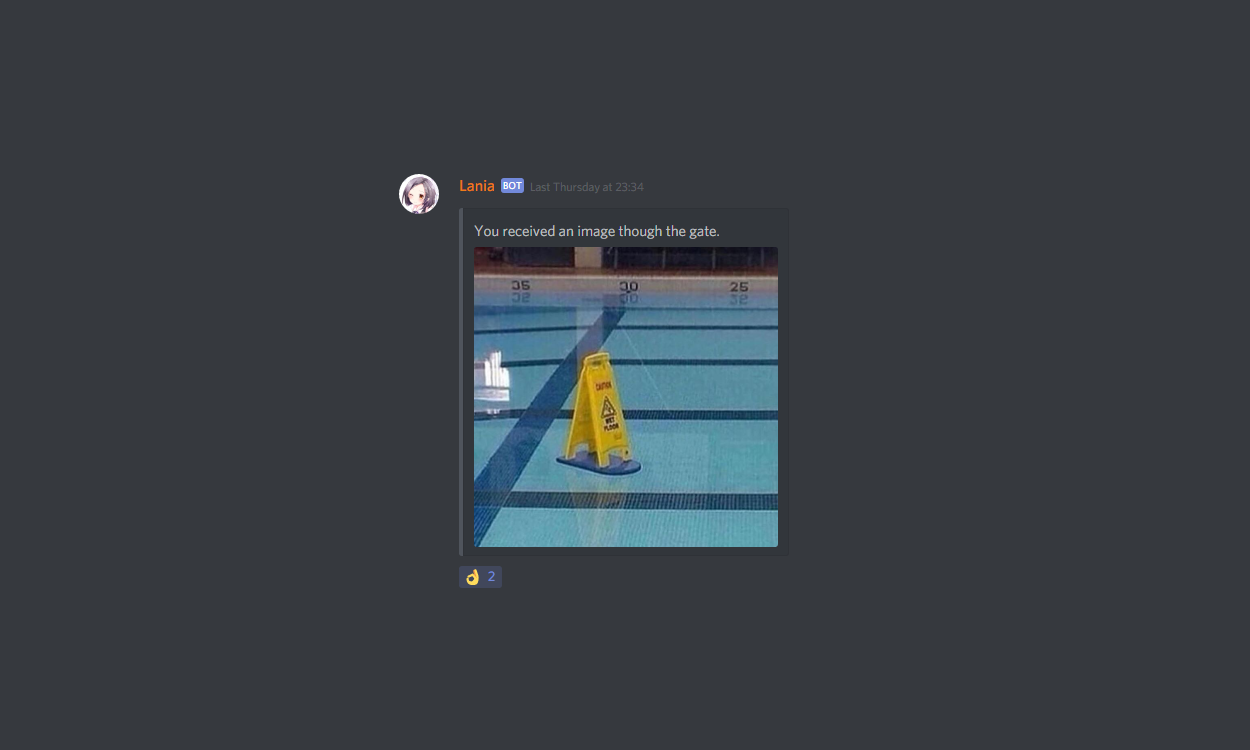 Lania BOT Last Thursday at 23:34
You received an image though the gate.
35 30 25
CAUTION
WET
FLOOR
👌 2